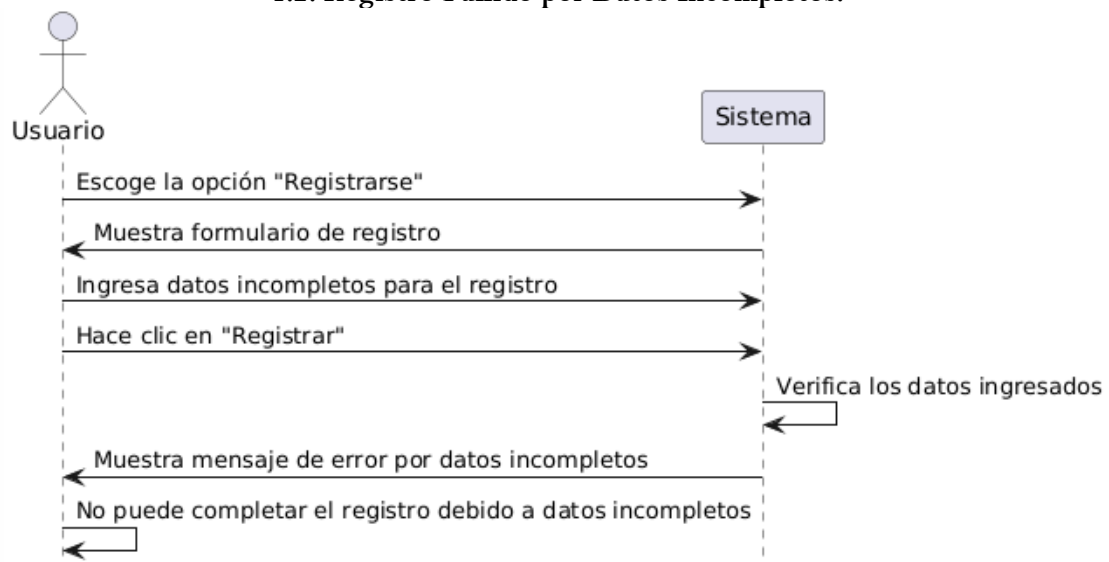 Usuario
Sistema
Escoge la opción "Registrarse"
Muestra formulario de registro
Ingresa datos incompletos para el registro
Hace clic en "Registrar"
Verifica los datos ingresados
Muestra mensaje de error por datos incompletos
No puede completar el registro debido a datos incompletos